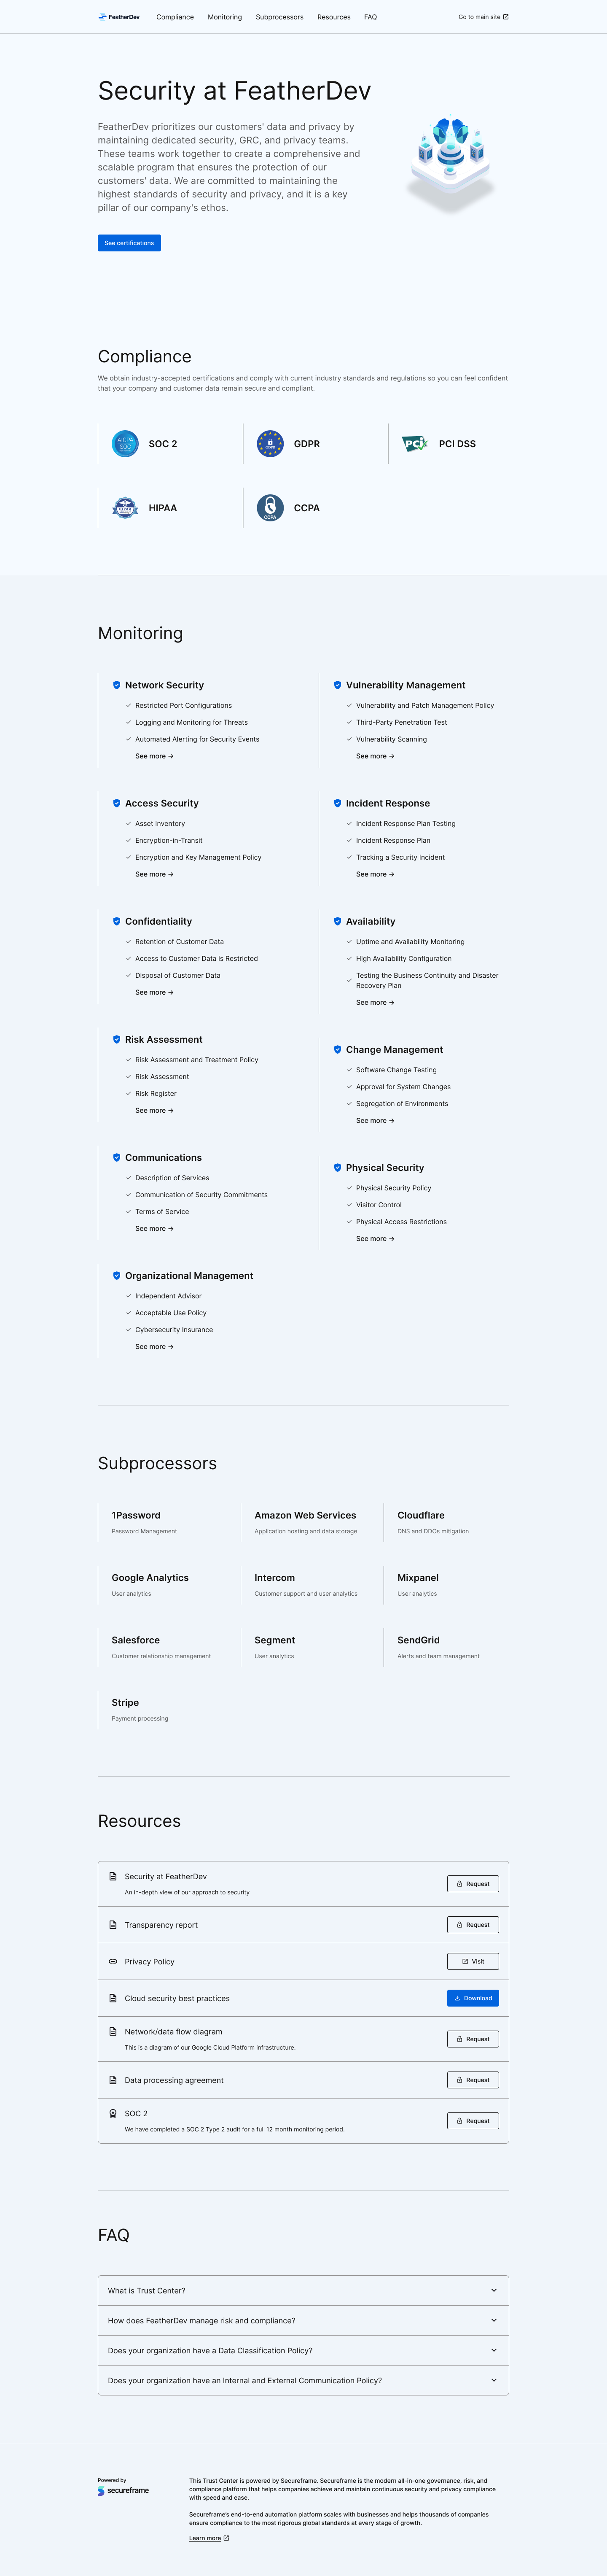 FeatherDev
Compliance
Monitoring
Subprocessors
Resources
FAQ
Go to main site
Security at FeatherDev
FeatherDev prioritizes our customers' data and privacy by
maintaining dedicated security, GRC, and privacy teams.
These teams work together to create a comprehensive and
scalable program that ensures the protection of our
customers' data. We are committed to maintaining the
highest standards of security and privacy, and it is a key
pillar of our company's ethos.
See certifications
Compliance
We obtain industry-accepted certifications and comply with current industry standards and regulations so you can feel confident
that your company and customer data remain secure and compliant.
AICPA
SOC
SOC 2
GDPR
PCI
PCI DSS
HIPAA
CCPA
CCPA
Monitoring
Network Security
Restricted Port Configurations
Logging and Monitoring for Threats
Automated Alerting for Security Events
See more →
Vulnerability Management
Vulnerability and Patch Management Policy
Third-Party Penetration Test
Vulnerability Scanning
See more →
Access Security
Asset Inventory
Encryption-in-Transit
Encryption and Key Management Policy
See more →
Incident Response
Incident Response Plan Testing
Incident Response Plan
Tracking a Security Incident
See more →
Confidentiality
Retention of Customer Data
Access to Customer Data is Restricted
Disposal of Customer Data
See more →
Availability
Uptime and Availability Monitoring
High Availability Configuration
Testing the Business Continuity and Disaster
Recovery Plan
See more →
Risk Assessment
Risk Assessment and Treatment Policy
Risk Assessment
Risk Register
See more →
Change Management
Software Change Testing
Approval for System Changes
Segregation of Environments
See more →
Communications
Description of Services
Communication of Security Commitments
Terms of Service
See more →
Physical Security
Physical Security Policy
Visitor Control
Physical Access Restrictions
See more →
Organizational Management
Independent Advisor
Acceptable Use Policy
Cybersecurity Insurance
See more →
Subprocessors
1Password
Password Management
Amazon Web Services
Application hosting and data storage
Cloudflare
DNS and DDOs mitigation
Google Analytics
User analytics
Intercom
Customer support and user analytics
Mixpanel
User analytics
Salesforce
Customer relationship management
Segment
User analytics
SendGrid
Alerts and team management
Stripe
Payment processing
Resources
Security at FeatherDev
An in-depth view of our approach to security
Request
Transparency report
Request
Privacy Policy
Visit
Cloud security best practices
Download
Network/data flow diagram
This is a diagram of our Google Cloud Platform infrastructure.
Request
Data processing agreement
Request
SOC 2
We have completed a SOC 2 Type 2 audit for a full 12 month monitoring period.
Request
FAQ
What is Trust Center?
How does FeatherDev manage risk and compliance?
Does your organization have a Data Classification Policy?
Does your organization have an Internal and External Communication Policy?
Powered by
secureframe
This Trust Center is powered by Secureframe. Secureframe is the modern all-in-one governance, risk, and
compliance platform that helps companies achieve and maintain continuous security and privacy compliance
with speed and ease.
Secureframe's end-to-end automation platform scales with businesses and helps thousands of companies
ensure compliance to the most rigorous global standards at every stage of growth.
Learn more